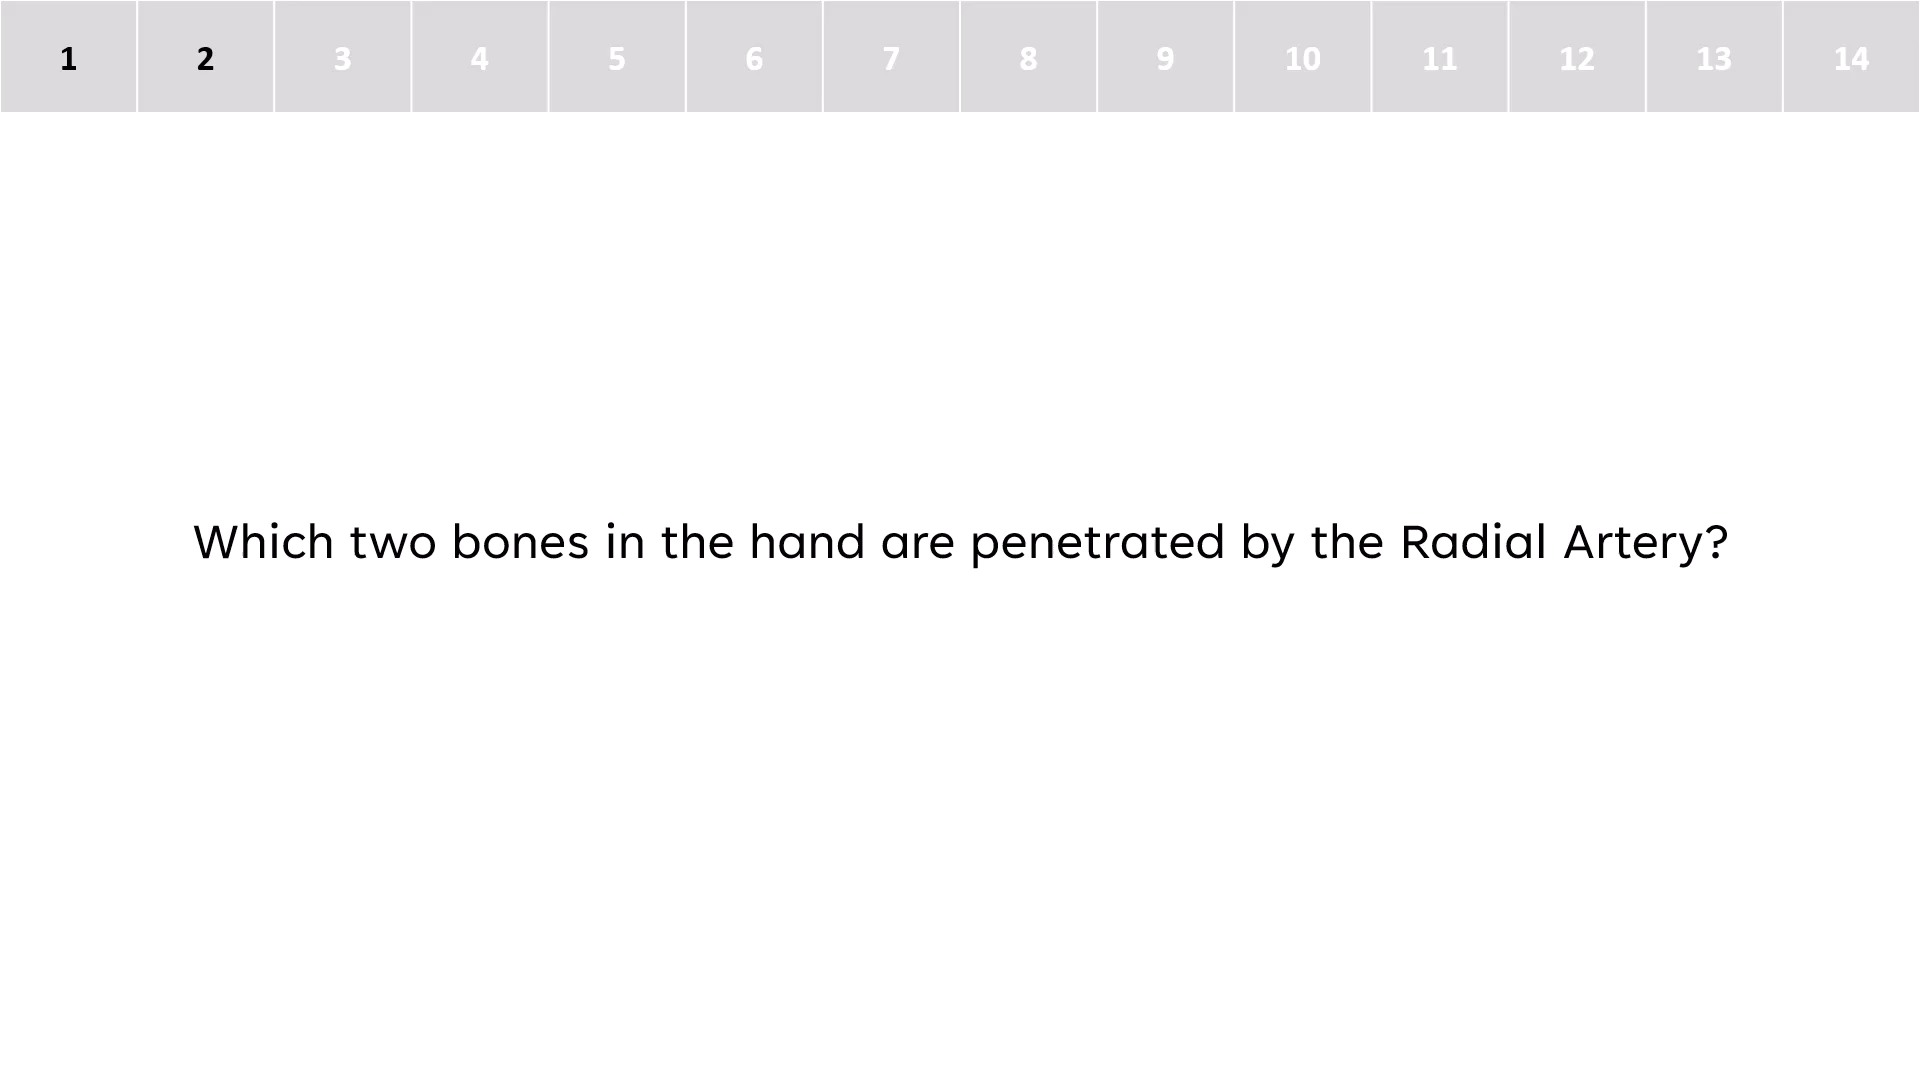 1 2 3 4 5 6 7 8 9 10 11 12 13 14
Which two bones in the hand are penetrated by the Radial Artery?